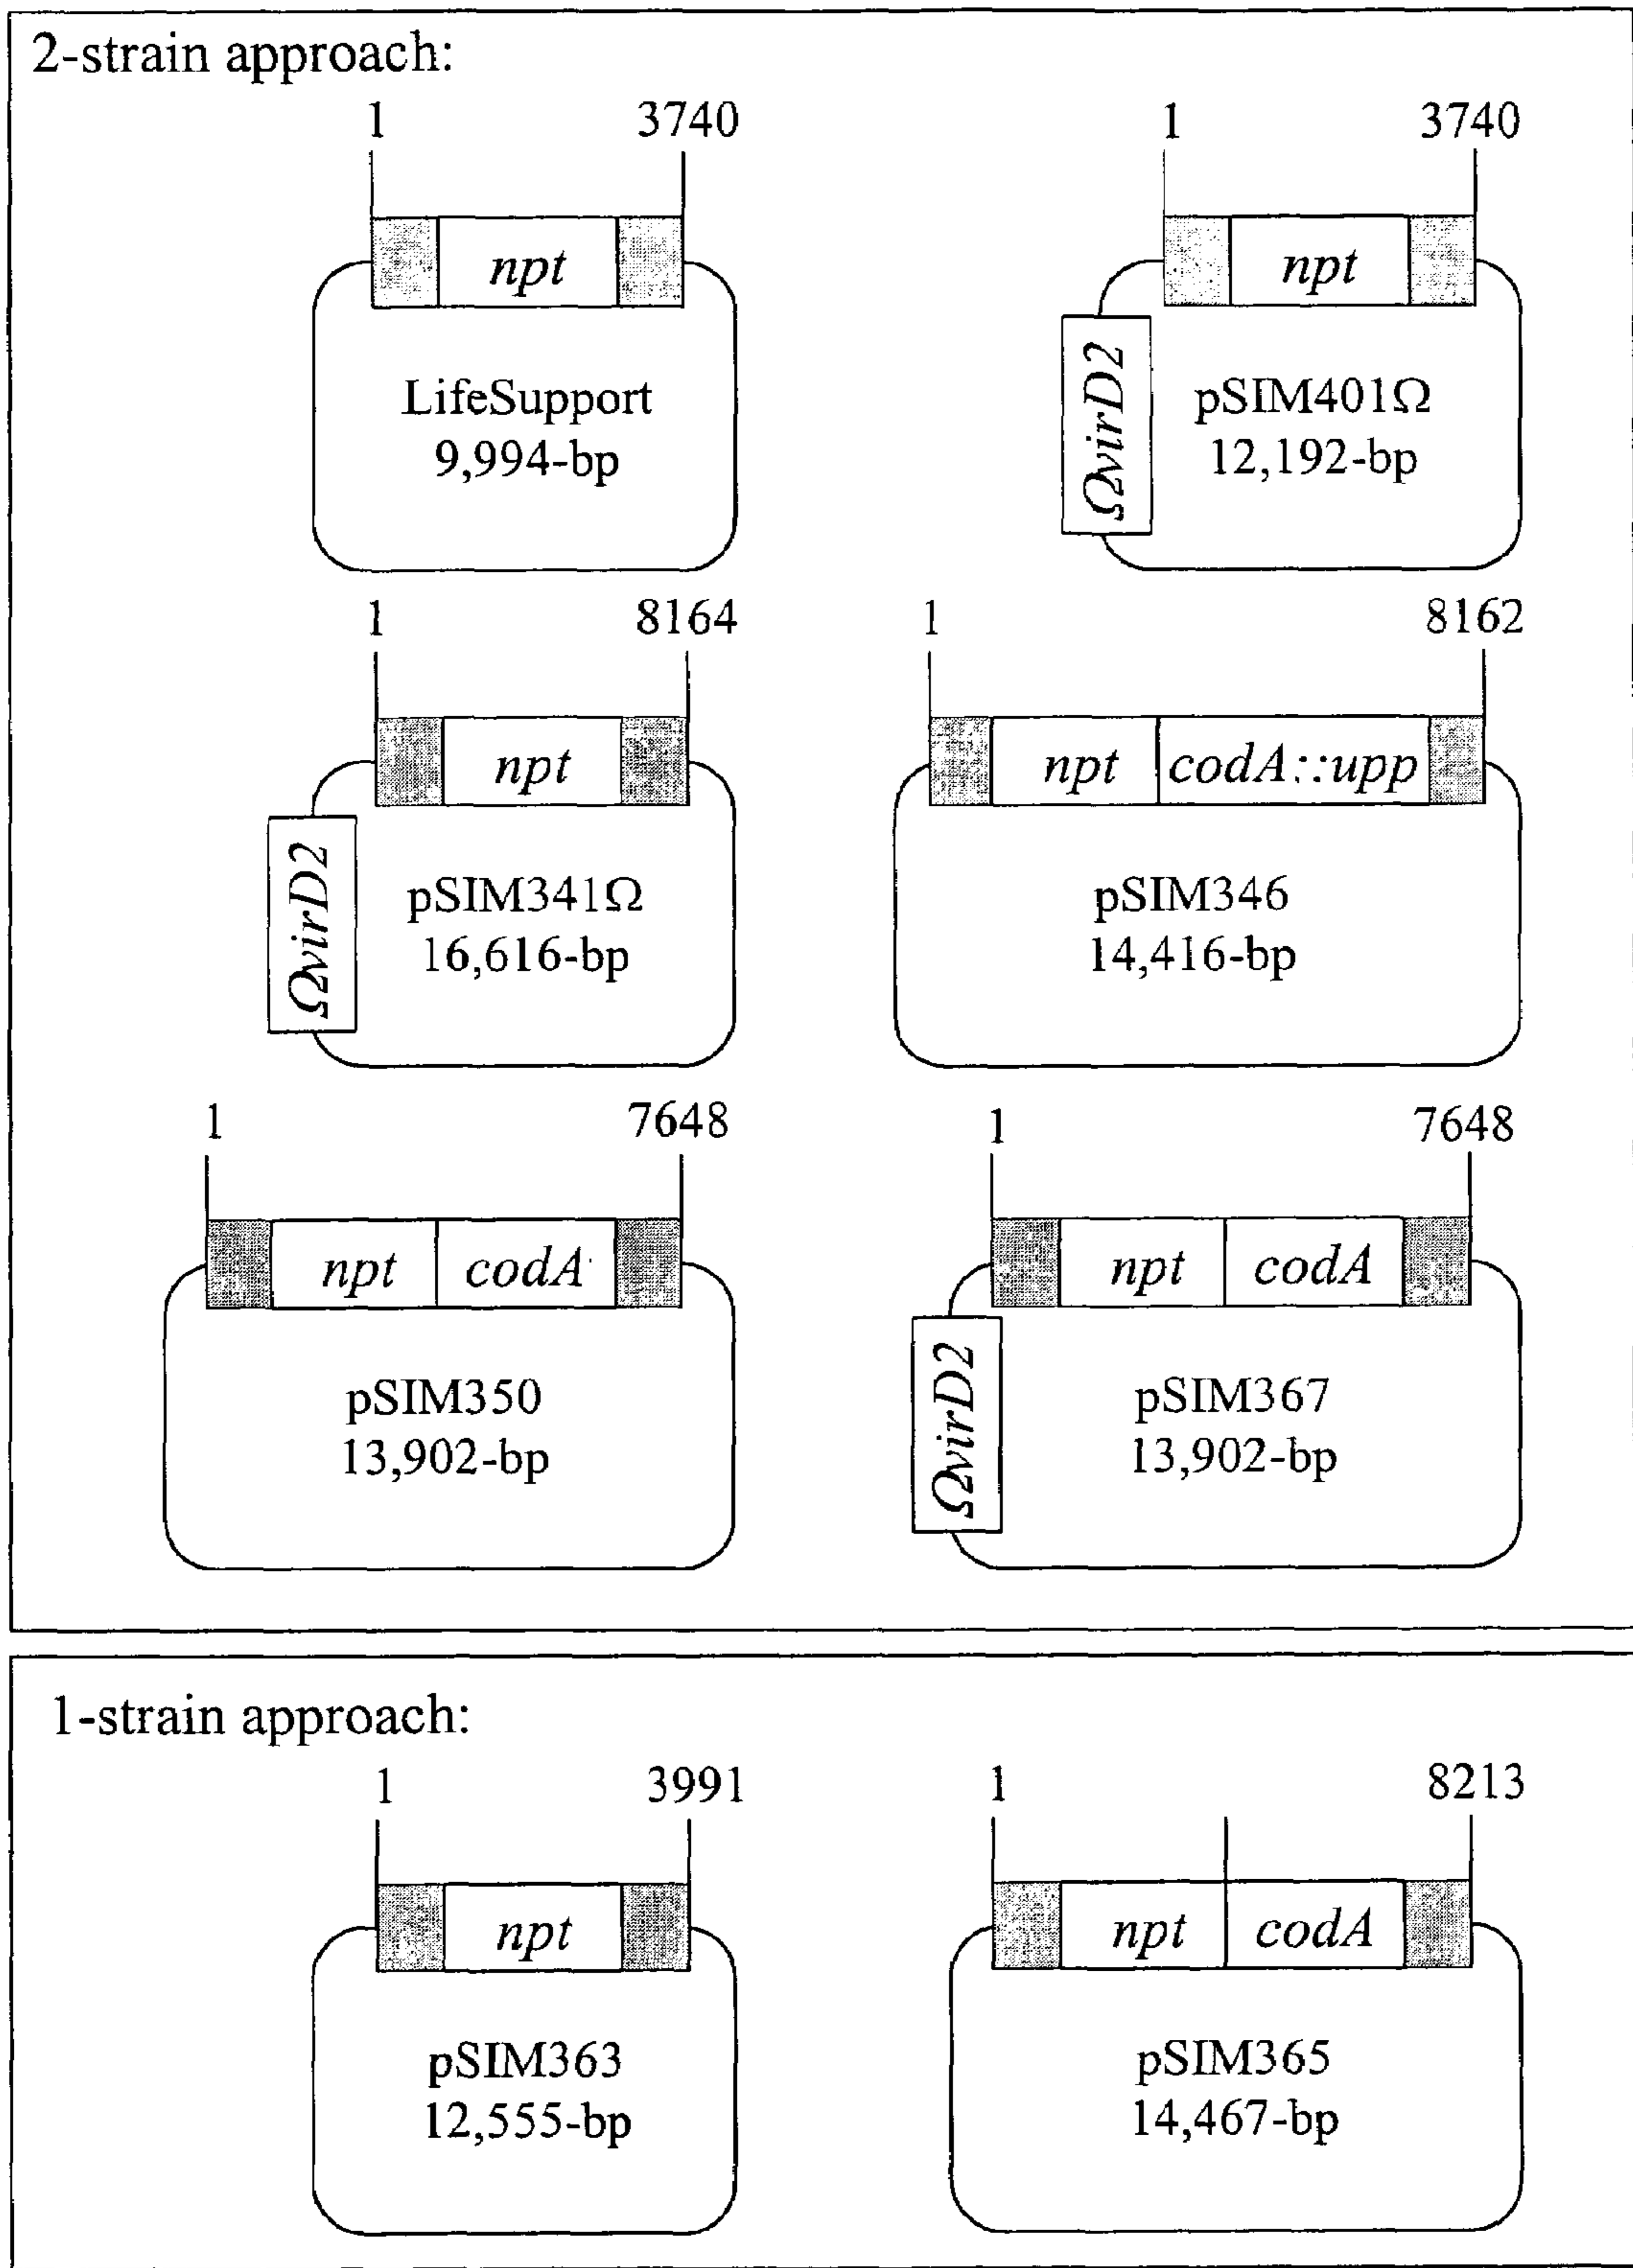 2-strain approach:
1 3740
npt
LifeSupport
9,994-bp
1 3740
npt
ΩvirD2
pSIM401Ω
12,192-bp
1 8164
npt
ΩvirD2
pSIM341Ω
16,616-bp
1 8162
npt codA::upp
pSIM346
14,416-bp
1 7648
npt codA
pSIM350
13,902-bp
1 7648
npt codA
ΩvirD2
pSIM367
13,902-bp
1-strain approach:
1 3991
npt
pSIM363
12,555-bp
1 8213
npt codA
pSIM365
14,467-bp